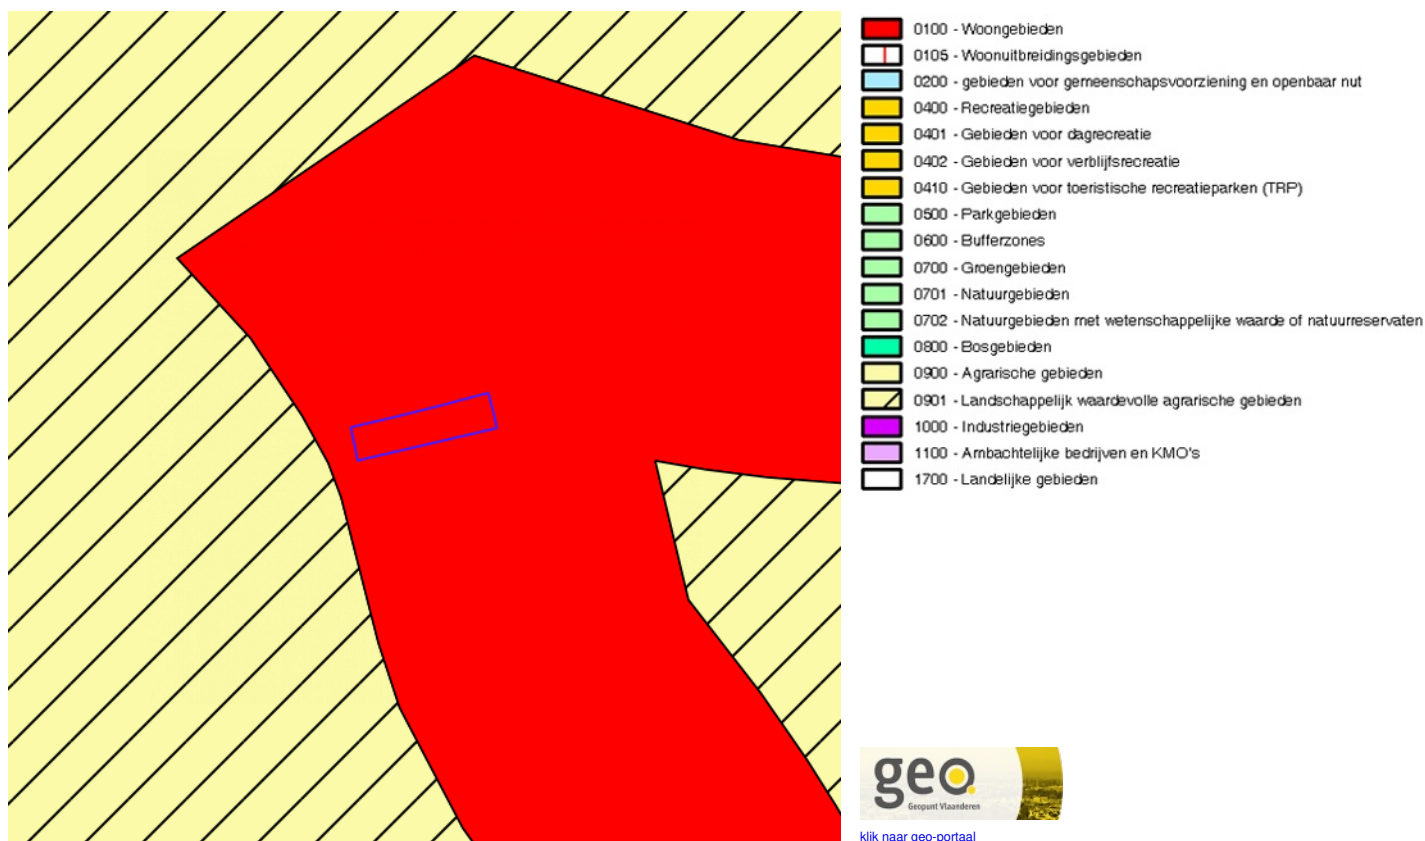 0100 - Woongebieden
0105 - Woonuitbreidingsgebieden
0200 - gebieden voor gemeenschapsvoorziening en openbaar nut
0400 - Recreatiegebieden
0401 - Gebieden voor dagrecreatie
0402 - Gebieden voor verblijfsrecreatie
0410 - Gebieden voor toeristische recreatieparken (TRP)
0500 - Parkgebieden
0600 - Bufferzones
0700 - Groengebieden
0701 - Natuurgebieden
0702 - Natuurgebieden met wetenschappelijke waarde of natuurreservaten
0800 - Bosgebieden
0900 - Agrarische gebieden
0901 - Landschappelijk waardevolle agrarische gebieden
1000 - Industriegebieden
1100 - Ambachtelijke bedrijven en KMO's
1700 - Landelijke gebieden
geo
Geopunt Vlaanderen
klik naar geo-portaal